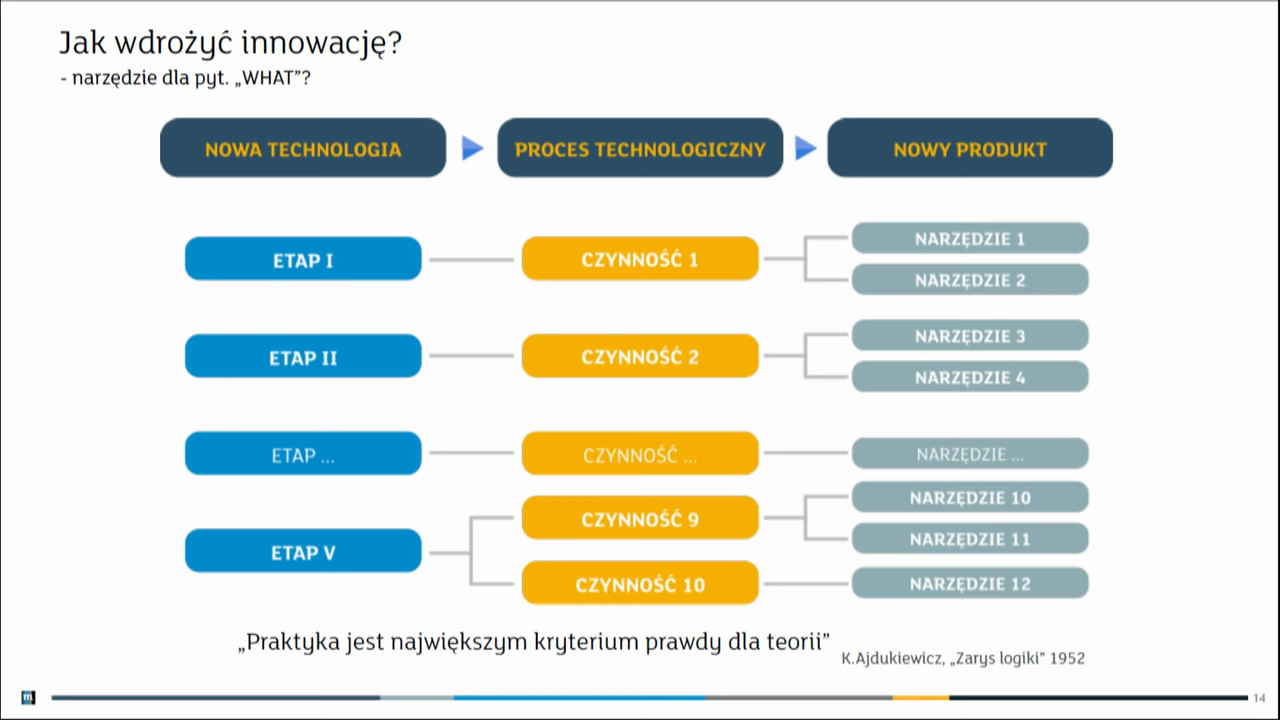 Jak wdrożyć innowację?
- narzędzie dla pyt. „WHAT”?
NOWA TECHNOLOGIA
PROCES TECHNOLOGICZNY
NOWY PRODUKT
ETAP I
CZYNNOŚĆ 1
NARZĘDZIE 1
NARZĘDZIE 2
ETAP II
CZYNNOŚĆ 2
NARZĘDZIE 3
NARZĘDZIE 4
ETAP ...
CZYNNOŚĆ ...
NARZĘDZIE ...
ETAP V
CZYNNOŚĆ 9
NARZĘDZIE 10
NARZĘDZIE 11
CZYNNOŚĆ 10
NARZĘDZIE 12
„Praktyka jest największym kryterium prawdy dla teorii”
K.Ajdukiewicz, „Zarys logiki” 1952
m
14